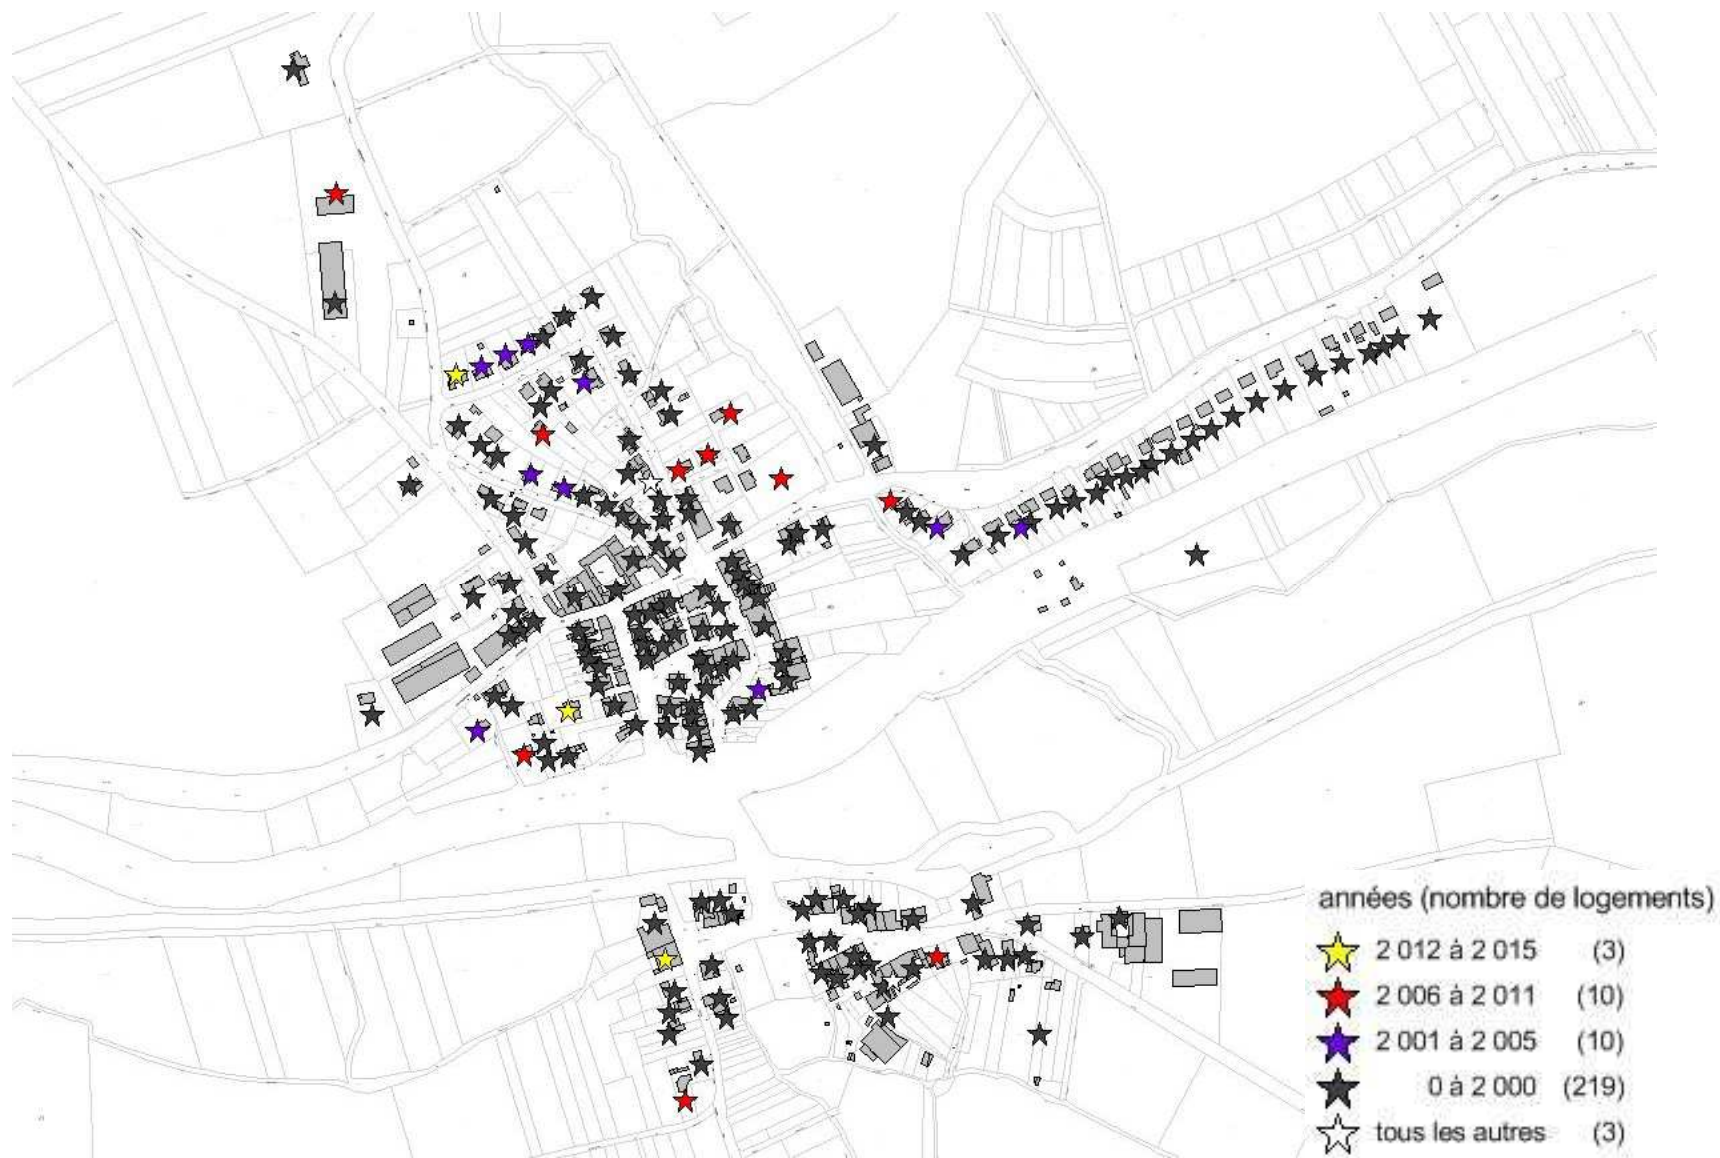 années (nombre de logements)
2 012 à 2 015 (3)
2 006 à 2 011 (10)
2 001 à 2 005 (10)
0 à 2 000 (219)
tous les autres (3)